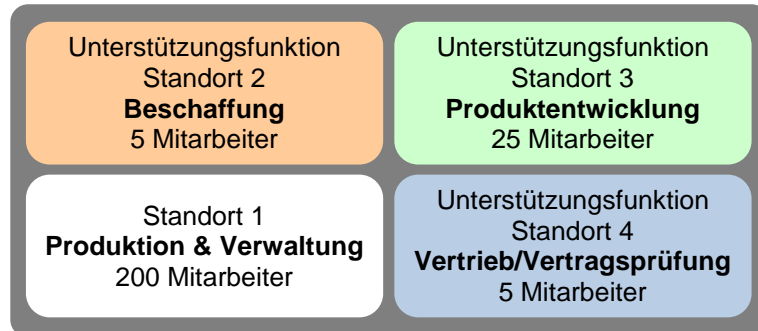 Unterstützungsfunktion
Standort 2
Beschaffung
5 Mitarbeiter
Unterstützungsfunktion
Standort 3
Produktentwicklung
25 Mitarbeiter
Standort 1
Produktion & Verwaltung
200 Mitarbeiter
Unterstützungsfunktion
Standort 4
Vertrieb/Vertragsprüfung
5 Mitarbeiter